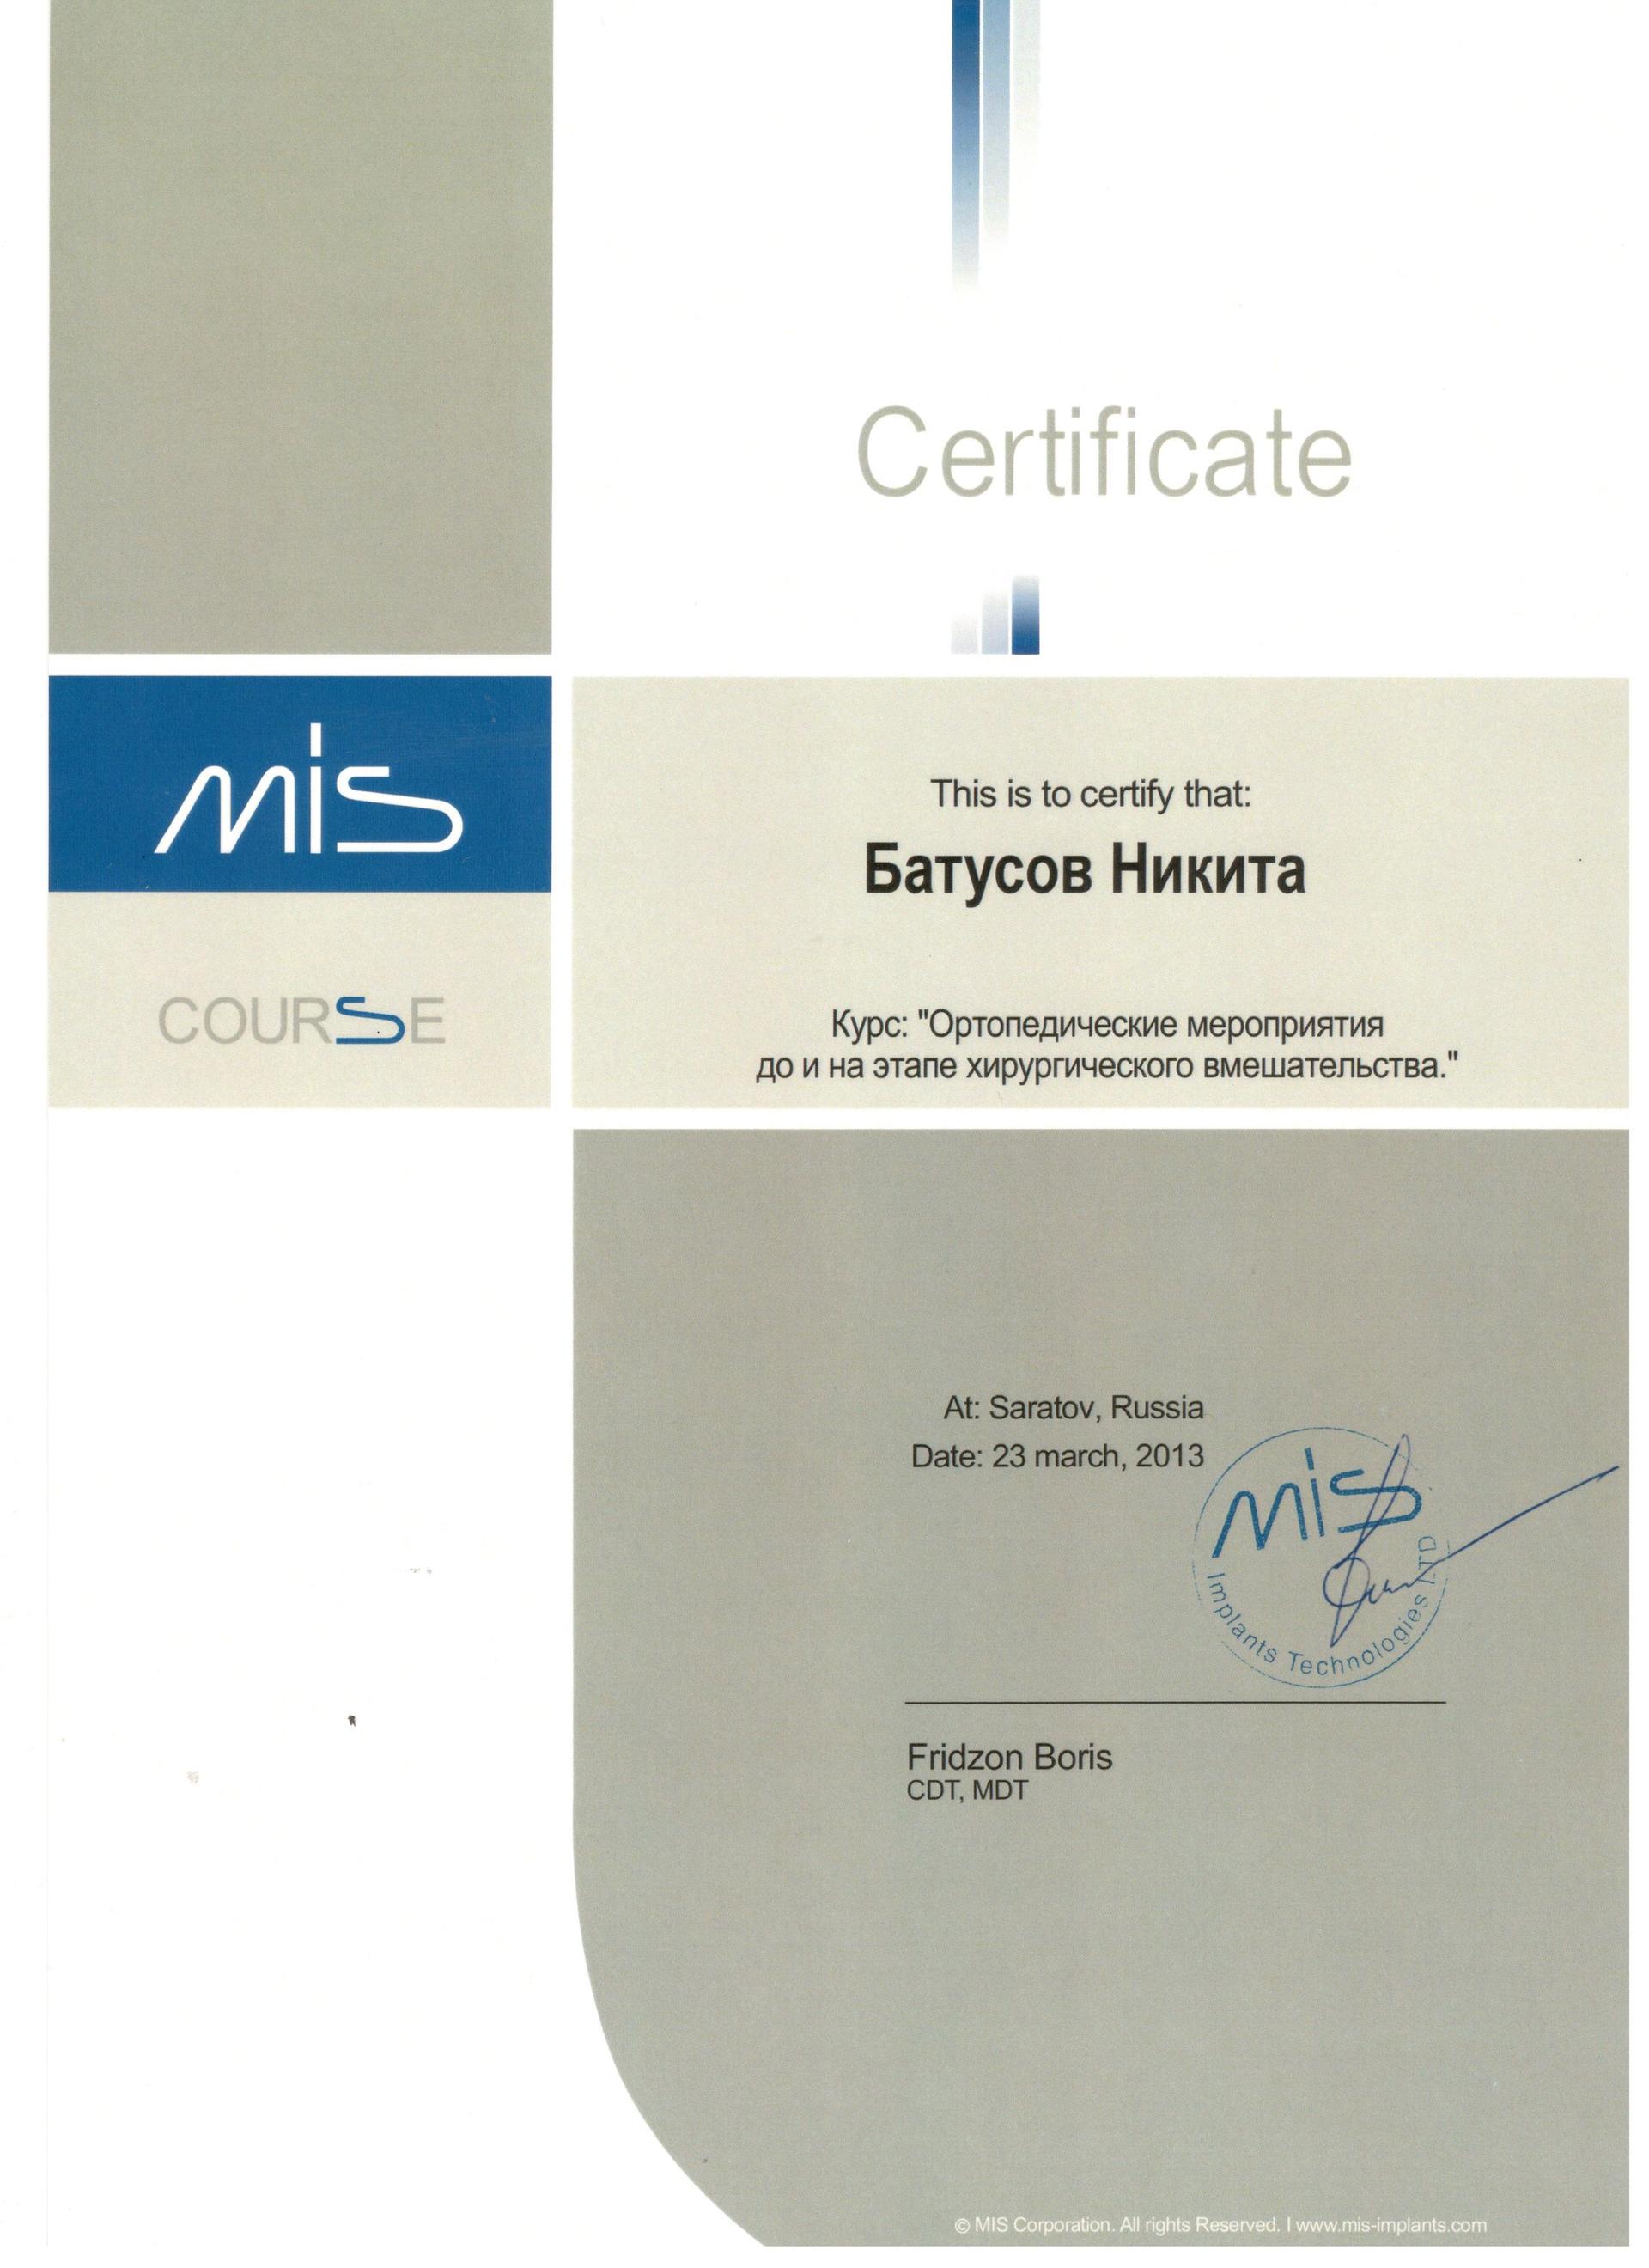 Certificate
mis
COURSE
This is to certify that:
Батусов Никита
Курс: "Ортопедические мероприятия
до и на этапе хирургического вмешательства."
At: Saratov, Russia
Date: 23 march, 2013
mis
Implants Technologies LTD
Fridzon Boris
CDT, MDT
© MIS Corporation. All rights Reserved. | www.mis-implants.com